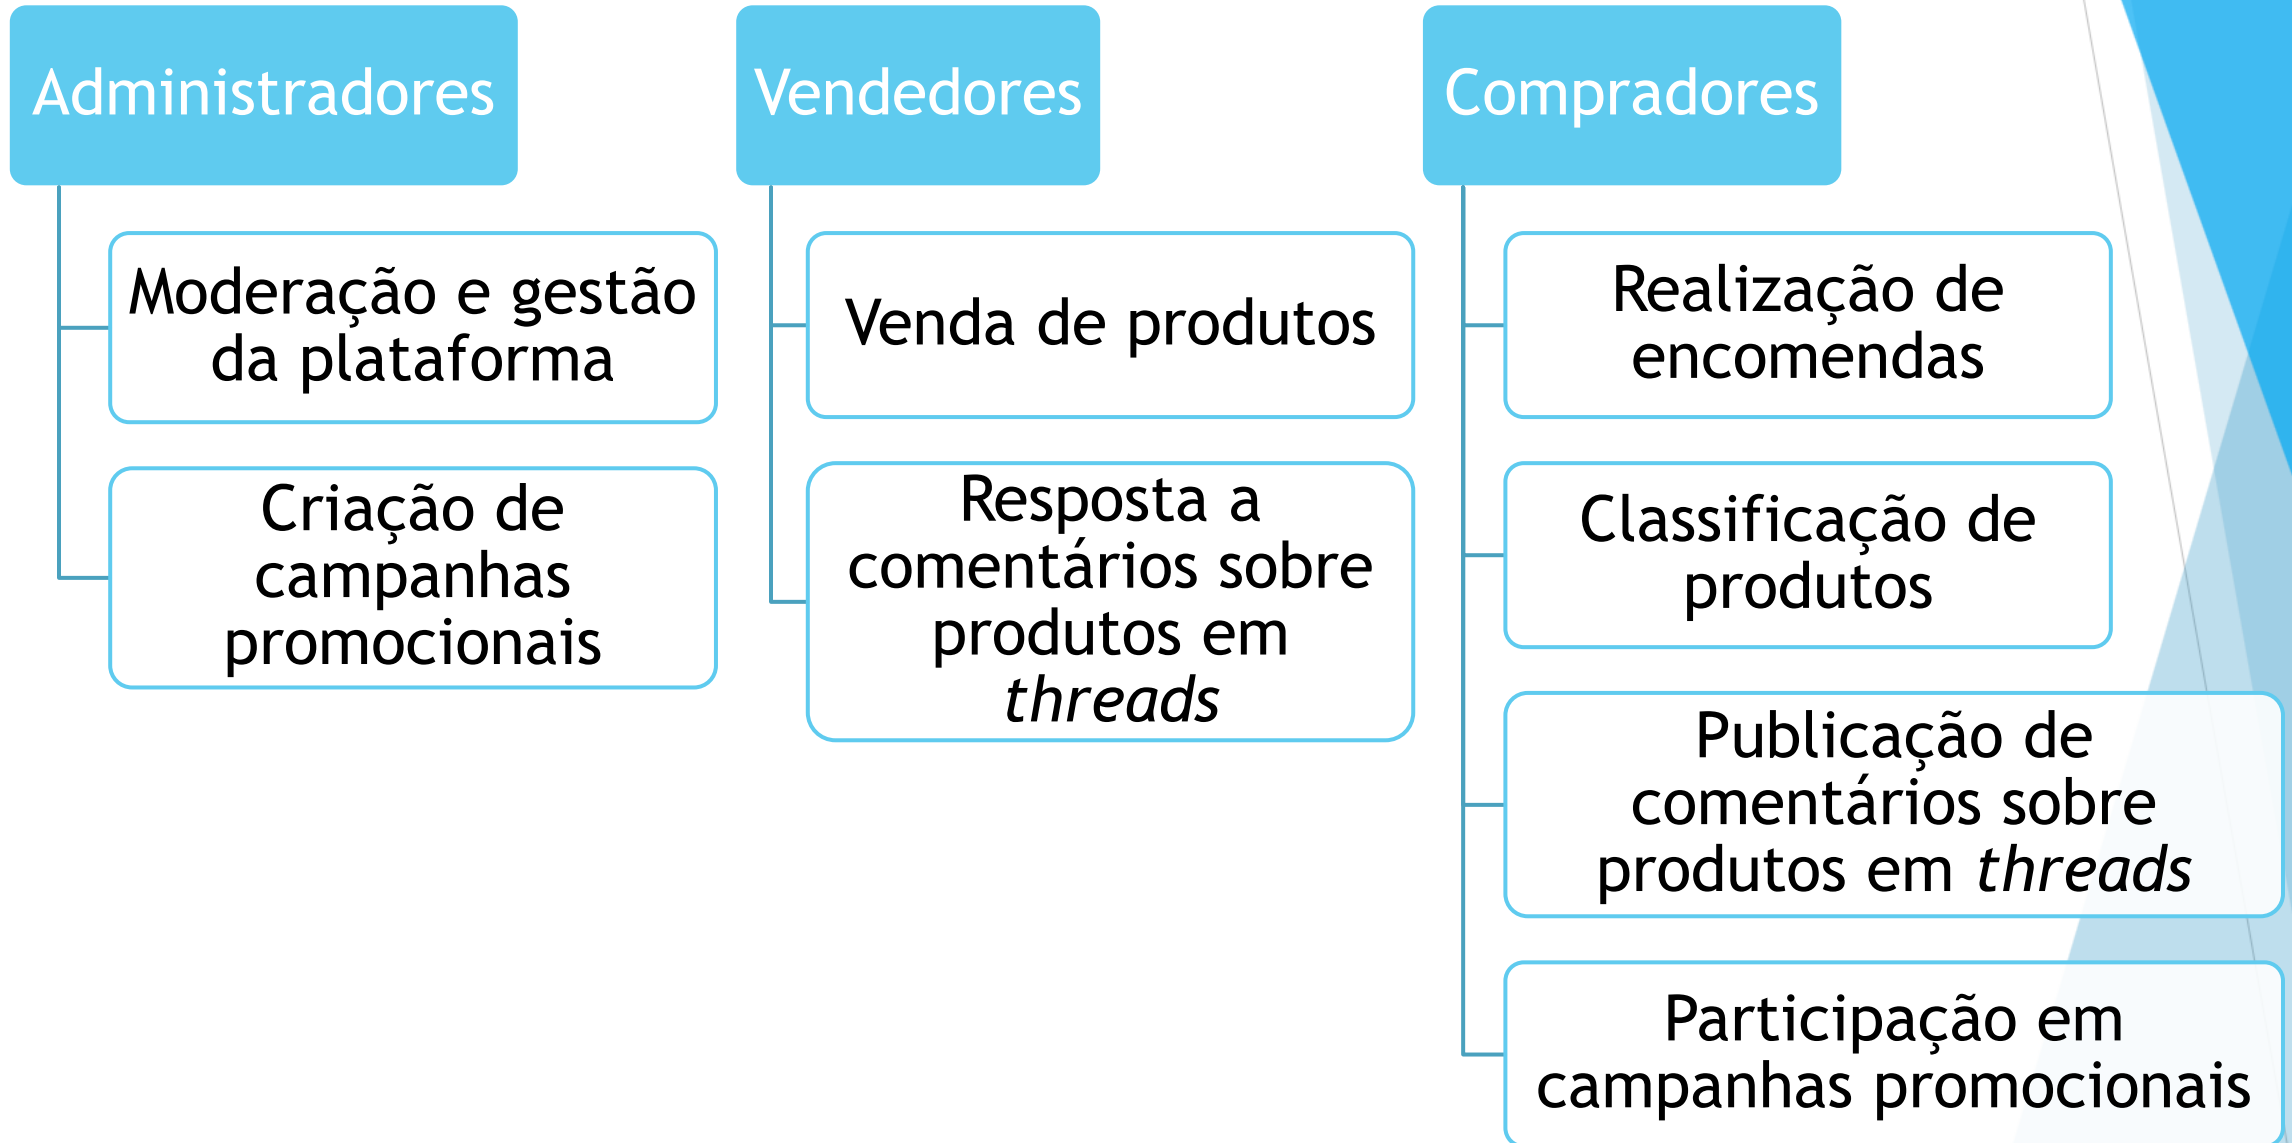 Administradores
Moderação e gestão
da plataforma
Criação de
campanhas
promocionais
Vendedores
Venda de produtos
Resposta a
comentários sobre
produtos em
threads
Compradores
Realização de
encomendas
Classificação de
produtos
Publicação de
comentários sobre
produtos em threads
Participação em
campanhas promocionais